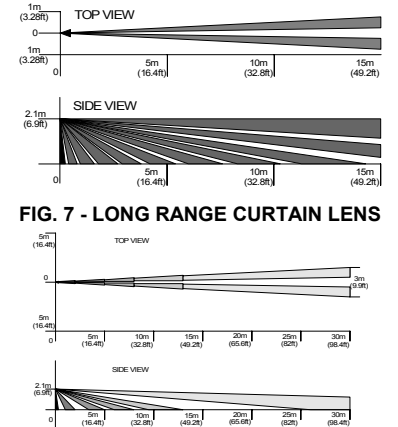 1m
(3.28ft)
TOP VIEW
0
1m
(3.28ft)
0
5m
(16.4ft)
10m
(32.8ft)
15m
(49.2ft)
SIDE VIEW
2.1m
(6.9ft)
0
5m
(16.4ft)
10m
(32.8ft)
15m
(49.2ft)
FIG. 7 - LONG RANGE CURTAIN LENS
5m
(16.4ft)
TOP VIEW
0
3m
(9.9ft)
5m
(16.4ft)
0
5m
(16.4ft)
10m
(32.8ft)
15m
(49.2ft)
20m
(65.6ft)
25m
(82ft)
30m
(98.4ft)
SIDE VIEW
2.1m
(6.9ft)
0
5m
(16.4ft)
10m
(32.8ft)
15m
(49.2ft)
20m
(65.6ft)
25m
(82ft)
30m
(98.4ft)